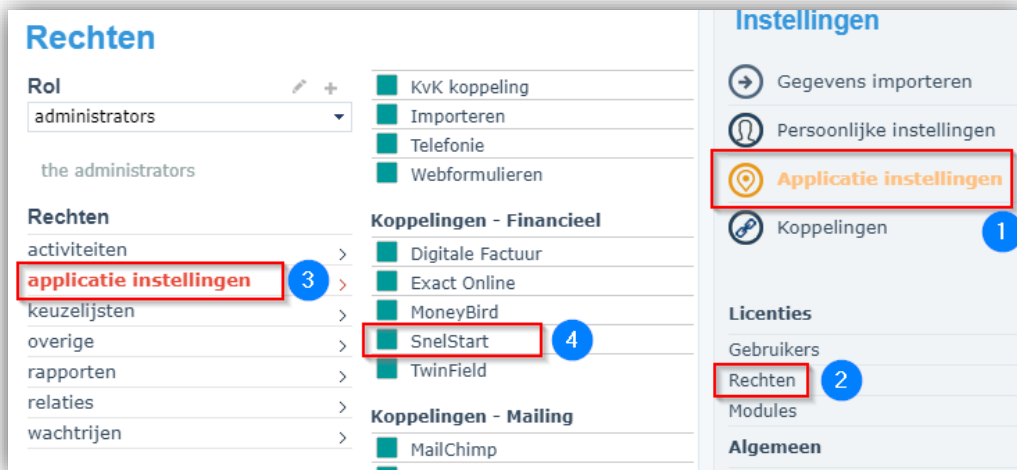 Rechten
Rol
administrators
the administrators
Rechten
activiteiten
applicatie instellingen
3
keuzelijsten
overige
rapporten
relaties
wachtrijen
KvK koppeling
Importeren
Telefonie
Webformulieren
Koppelingen - Financieel
Digitale Factuur
Exact Online
MoneyBird
SnelStart
4
TwinField
Koppelingen - Mailing
MailChimp
Instellingen
Gegevens importeren
Persoonlijke instellingen
Applicatie instellingen
1
Koppelingen
Licenties
Gebruikers
Rechten
2
Modules
Algemeen